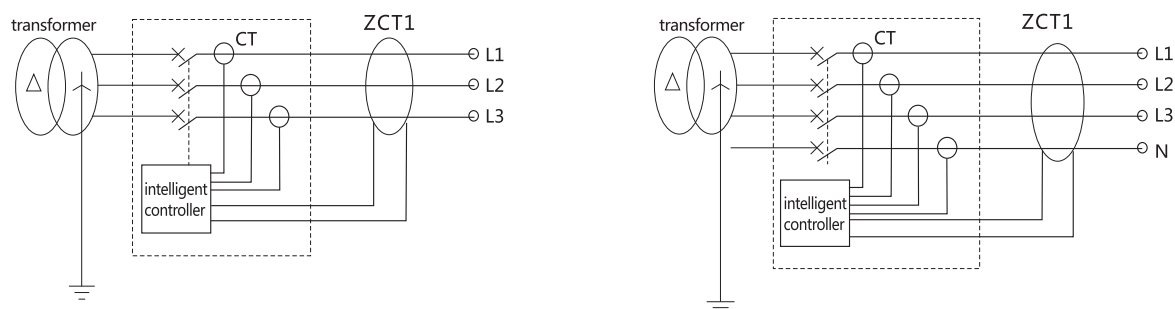 transformer
CT
ZCT1
L1
L2
L3
intelligent
controller
transformer
CT
ZCT1
L1
L2
L3
N
intelligent
controller